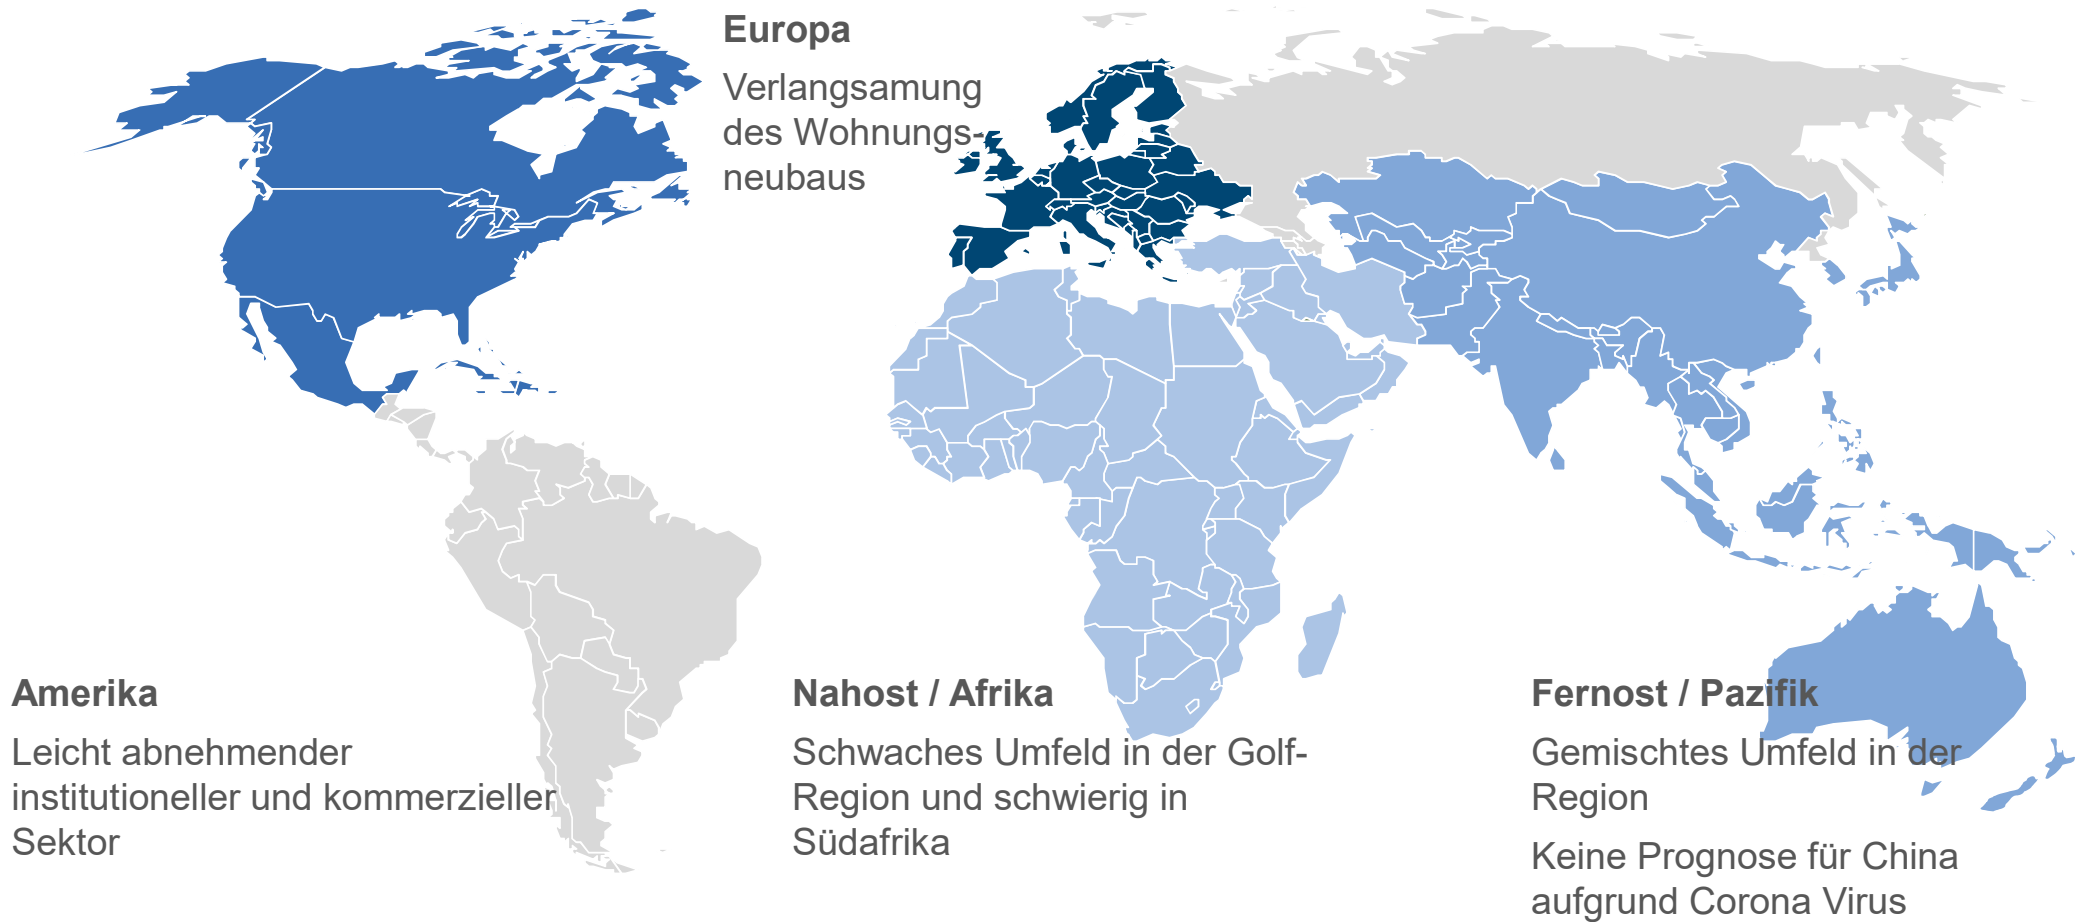 Europa
Verlangsamung
des Wohnungs-
neubaus
Amerika
Leicht abnehmender
institutioneller und kommerzieller
Sektor
Nahost / Afrika
Schwaches Umfeld in der Golf-
Region und schwierig in
Südafrika
Fernost / Pazifik
Gemischtes Umfeld in der
Region
Keine Prognose für China
aufgrund Corona Virus